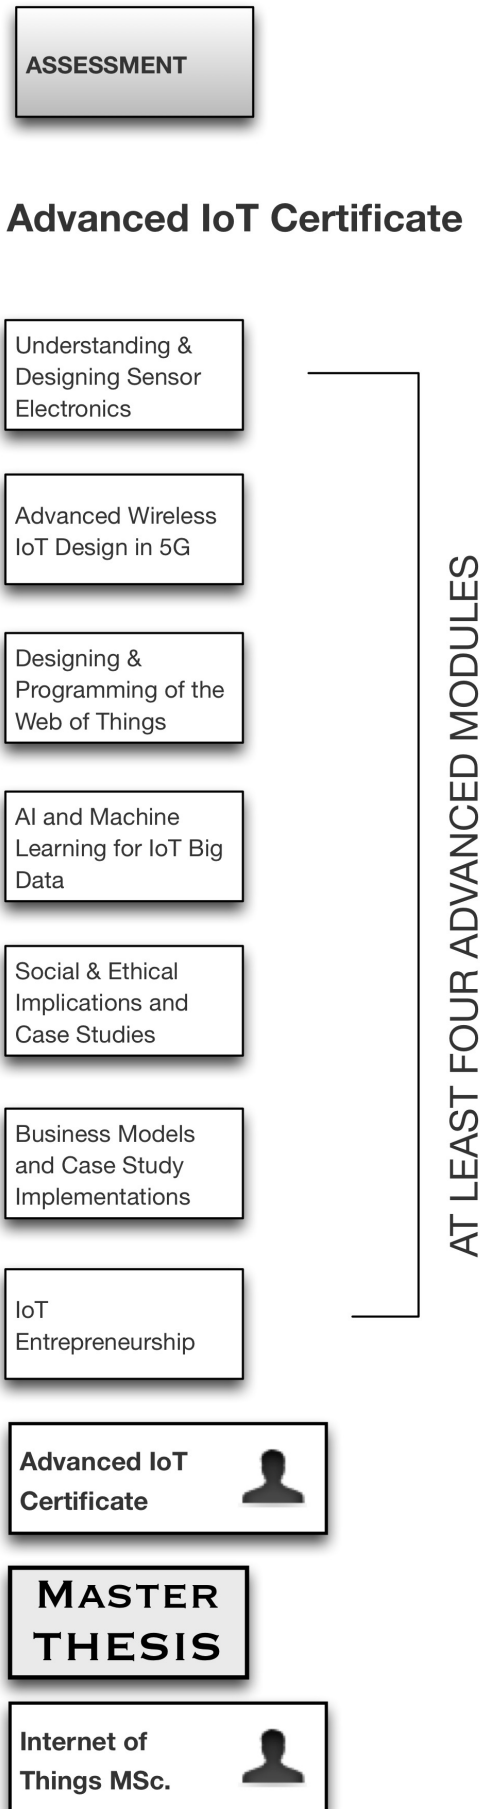 ASSESSMENT
Advanced IoT Certificate
Understanding &
Designing Sensor
Electronics
Advanced Wireless
IoT Design in 5G
Designing &
Programming of the
Web of Things
AI and Machine
Learning for IoT Big
Data
Social & Ethical
Implications and
Case Studies
Business Models
and Case Study
Implementations
IoT
Entrepreneurship
AT LEAST FOUR ADVANCED MODULES
Advanced IoT
Certificate
MASTER
THESIS
Internet of
Things MSc.